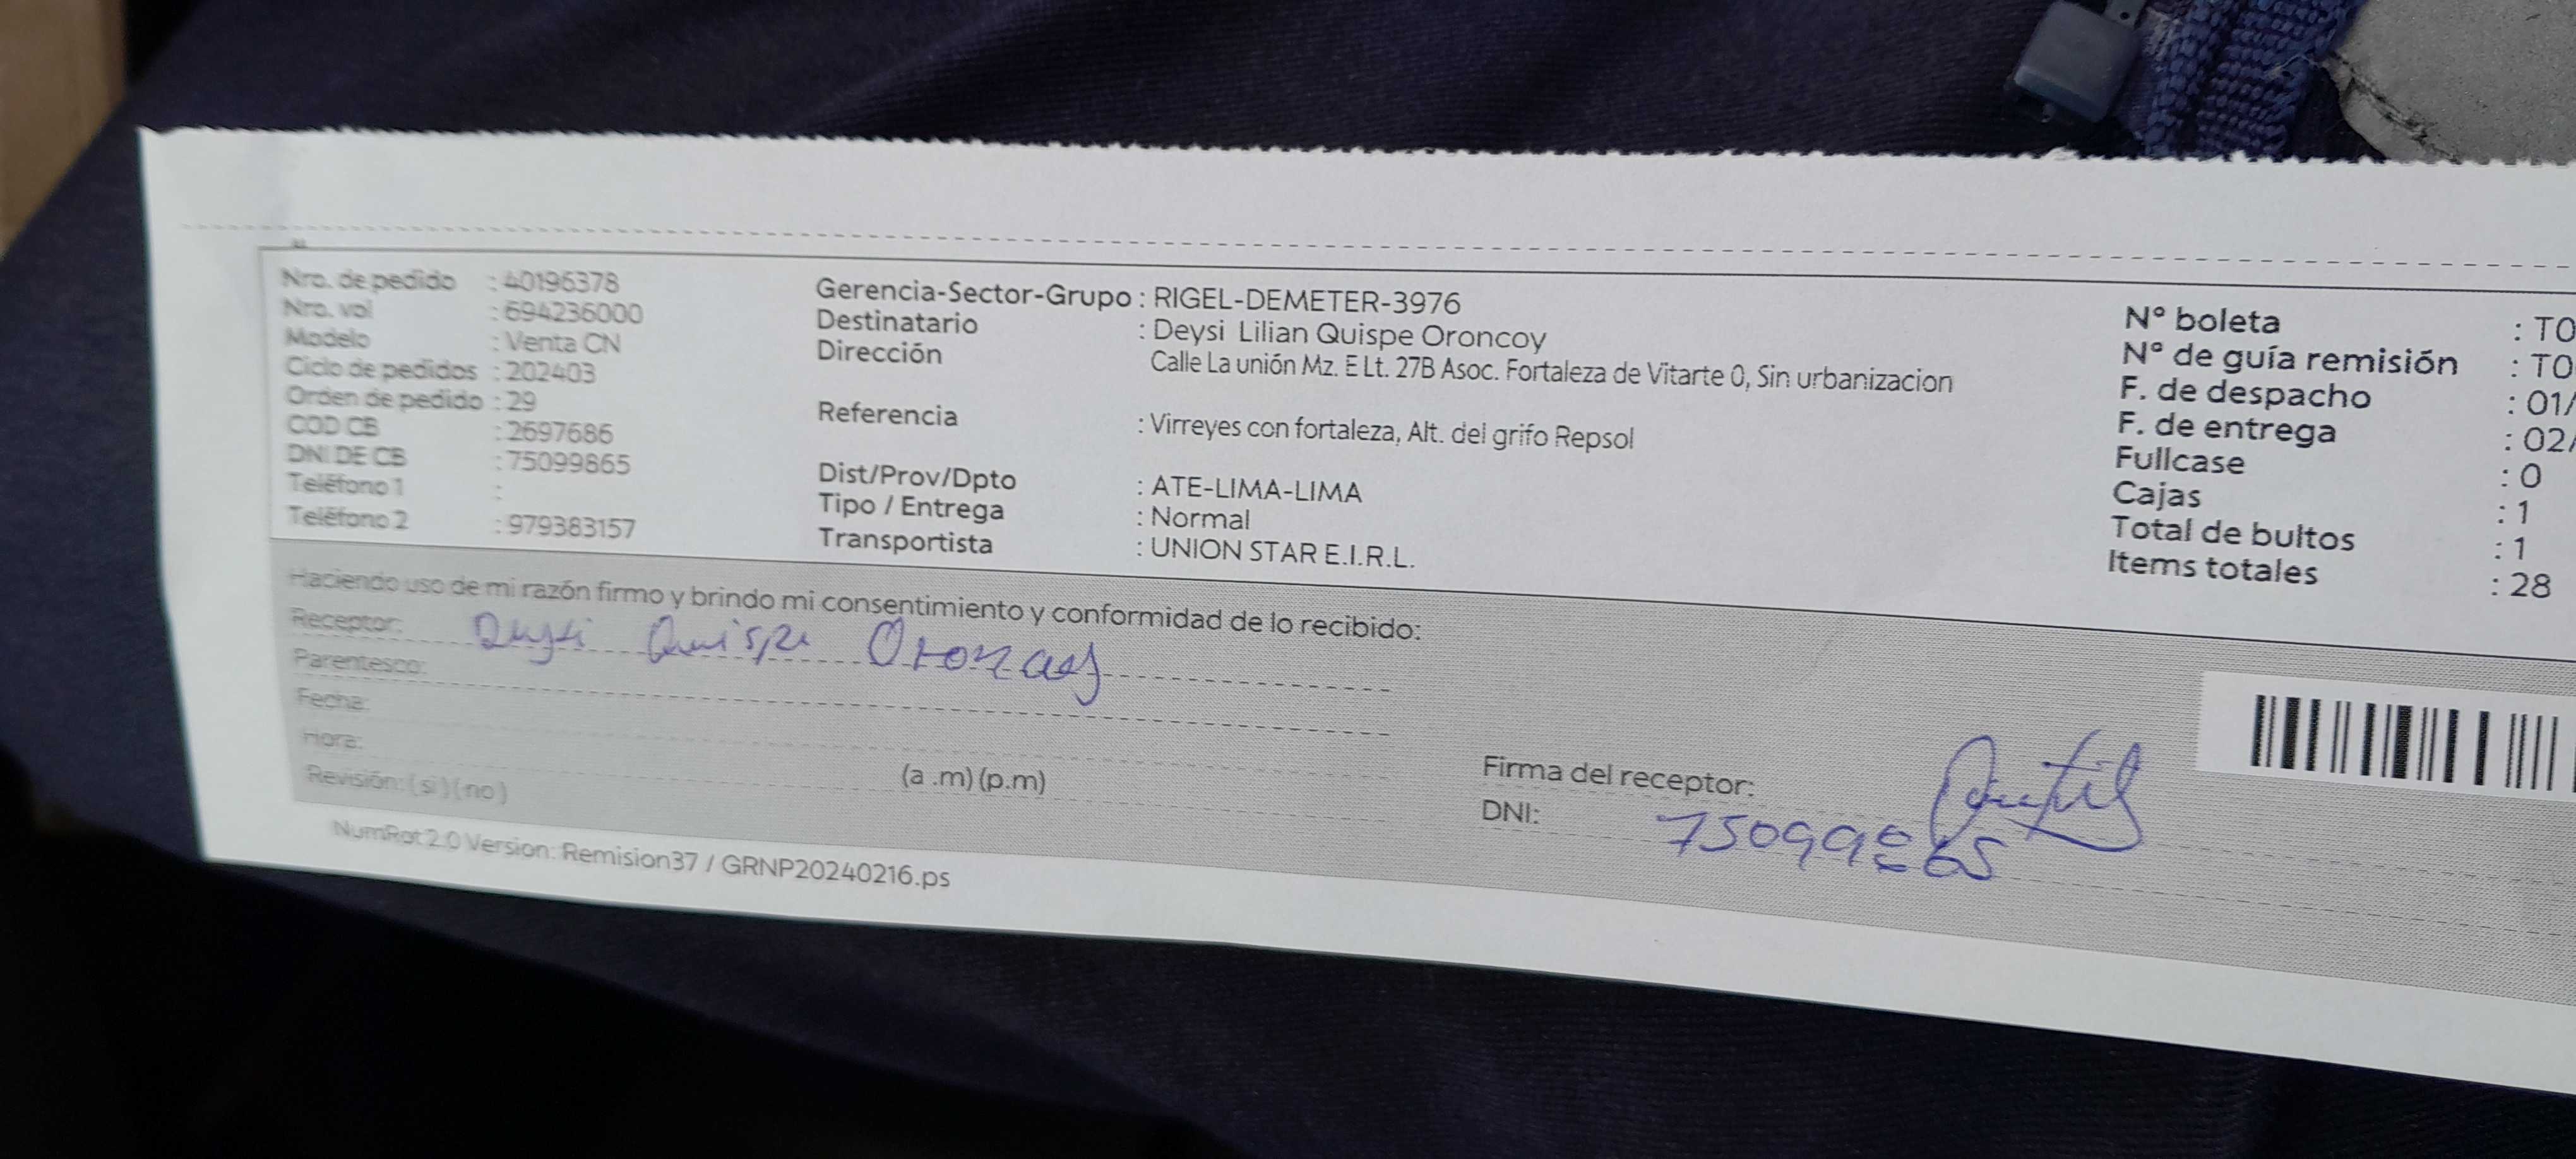 Nro. de pedido : 40196378
Nro. vol : 694236000
Modelo : Venta CN
Ciclo de pedidos : 202403
Orden de pedido : 29
COD CB : 2697686
DNI DE CB : 75099865
Teléfono 1 :
Teléfono 2 : 979383157
Gerencia-Sector-Grupo : RIGEL-DEMETER-3976
Destinatario : Deysi Lilian Quispe Oroncoy
Dirección Calle La unión Mz. E Lt. 27B Asoc. Fortaleza de Vitarte 0, Sin urbanizacion
Referencia : Virreyes con fortaleza, Alt. del grifo Repsol
Dist/Prov/Dpto : ATE-LIMA-LIMA
Tipo / Entrega : Normal
Transportista : UNION STAR E.I.R.L.
N° boleta : T0
N° de guía remisión : T0
F. de despacho : 01/
F. de entrega : 02/
Fullcase : 0
Cajas : 1
Total de bultos : 1
Items totales : 28
Haciendo uso de mi razón firmo y brindo mi consentimiento y conformidad de lo recibido:
Receptor: Deysi Quispe Oroncoy
Parentesco:
Fecha:
Hora: (a .m) (p.m)
Revisión: ( si ) ( no )
Firma del receptor:
DNI: 75099865
NumRot 2.0 Version: Remision37 / GRNP20240216.ps